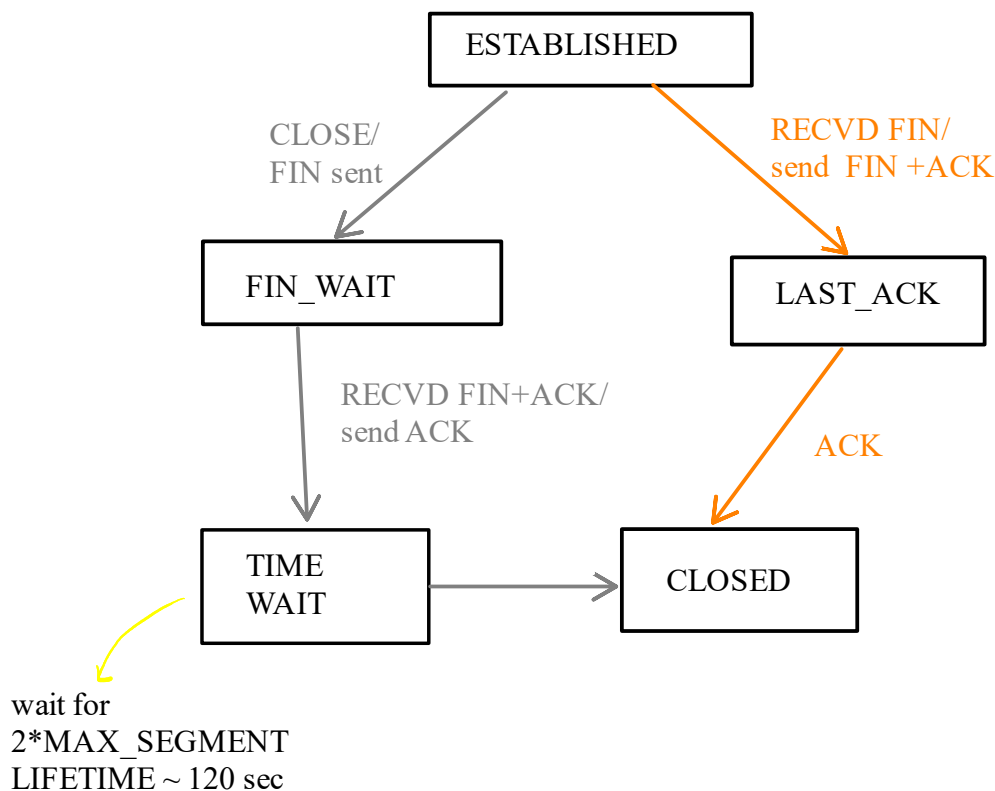 ESTABLISHED
CLOSE/
FIN sent
RECVD FIN/
send  FIN +ACK
FIN_WAIT
LAST_ACK
RECVD FIN+ACK/
send ACK
ACK
TIME
WAIT
CLOSED
wait for
2*MAX_SEGMENT
LIFETIME ~ 120 sec